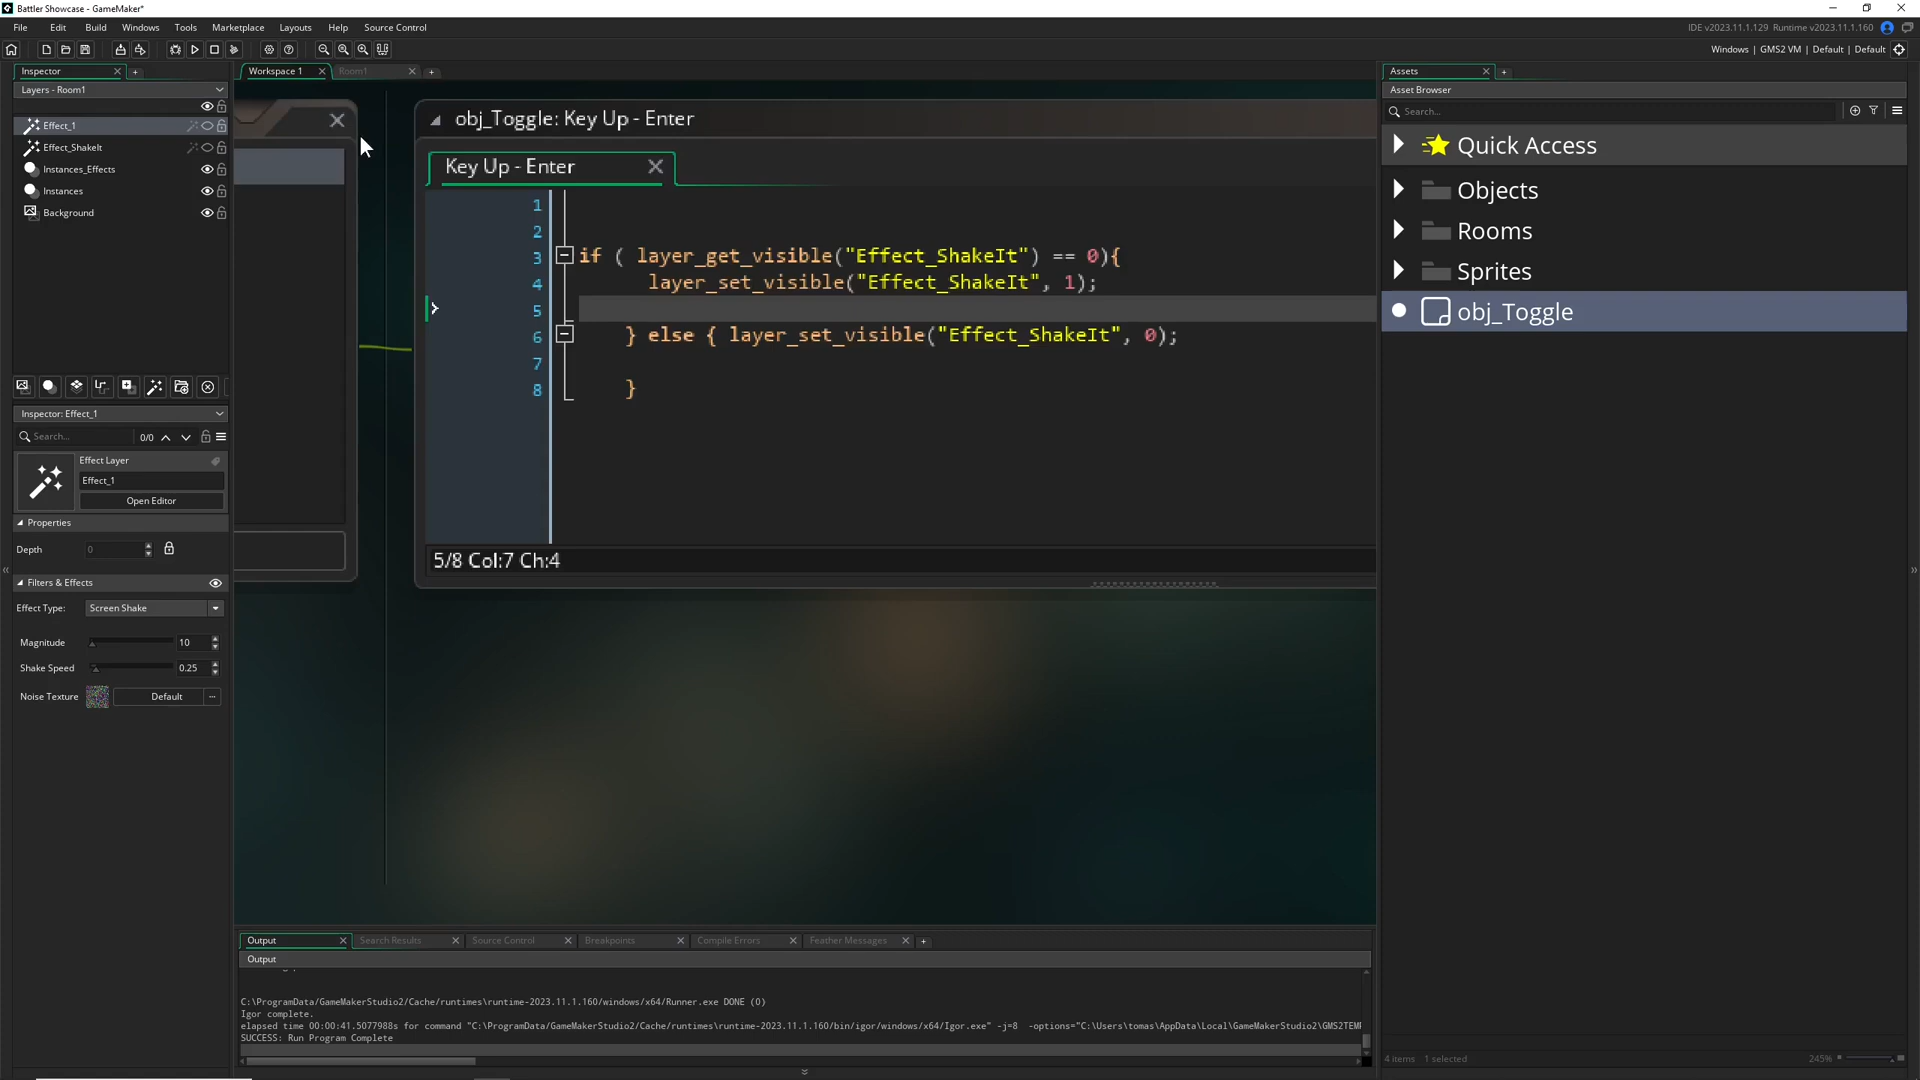 Battler Showcase - GameMaker*
File Edit Build Windows Tools Marketplace Layouts Help Source Control
IDE v2023.11.1.129 Runtime v2023.11.1.160
Windows | GMS2 VM | Default | Default
Inspector
Workspace 1
Room1
Assets
Layers - Room1
Asset Browser
Search...
Effect_1
Effect_ShakeIt
Instances_Effects
Instances
Background
obj_Toggle: Key Up - Enter
Key Up - Enter
1
2
3 if ( layer_get_visible("Effect_ShakeIt") == 0){
4 layer_set_visible("Effect_ShakeIt", 1);
5
6 } else { layer_set_visible("Effect_ShakeIt", 0);
7
8 }
5/8 Col:7 Ch:4
Quick Access
Objects
Rooms
Sprites
obj_Toggle
Inspector: Effect_1
Search... 0/0
Effect Layer
Effect_1
Open Editor
Properties
Depth 0
Filters & Effects
Effect Type: Screen Shake
Magnitude 10
Shake Speed 0.25
Noise Texture Default ...
Output Search Results Source Control Breakpoints Compile Errors Feather Messages
Output
C:\ProgramData/GameMakerStudio2/Cache/runtimes\runtime-2023.11.1.160/windows/x64/Runner.exe DONE (0)
Igor complete.
elapsed time 00:00:41.5077988s for command "C:\ProgramData/GameMakerStudio2/Cache/runtimes\runtime-2023.11.1.160/bin/igor/windows/x64/Igor.exe" -j=8 -options="C:\Users\tomas\AppData\Local\GameMakerStudio2\GMS2TEMP
SUCCESS: Run Program Complete
4 items 1 selected
245%